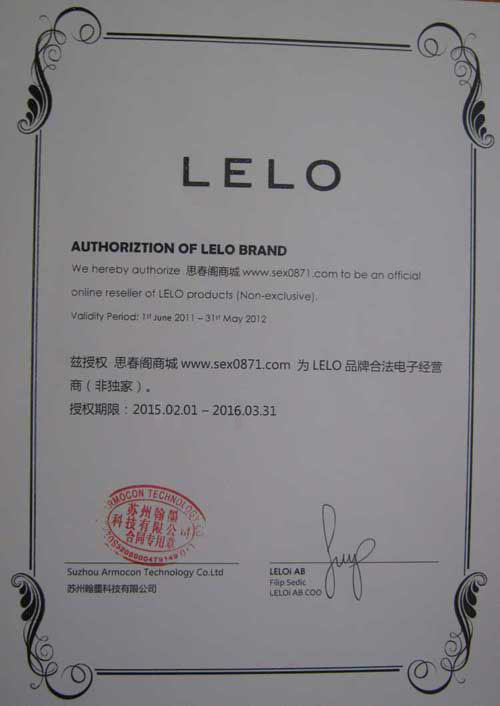 LELO
AUTHORIZTION OF LELO BRAND
We hereby authorize 思春阁商城 www.sex0871.com to be an official
online reseller of LELO products (Non-exclusive).
Validity Period: 1st June 2011 – 31st May 2012
兹授权 思春阁商城 www.sex0871.com 为 LELO 品牌合法电子经营
商（非独家）。
授权期限：2015.02.01 – 2016.03.31
ARMOCON TECHNOLOGY
苏州翰墨
科技有限公司
合同专用章
Suzhou Armocon Technology Co.Ltd
苏州翰墨科技有限公司
LELOi AB
Filip Sedic
LELOi AB COO